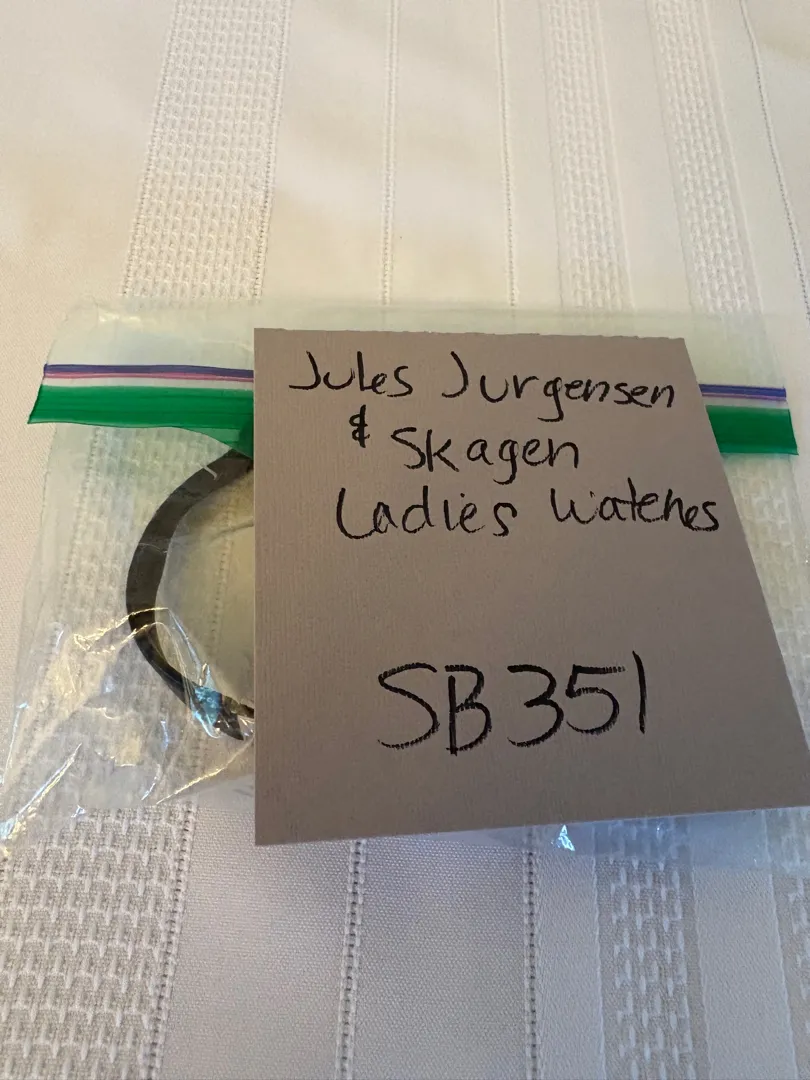 Jules Jurgensen
& Skagen
Ladies Watches
SB351